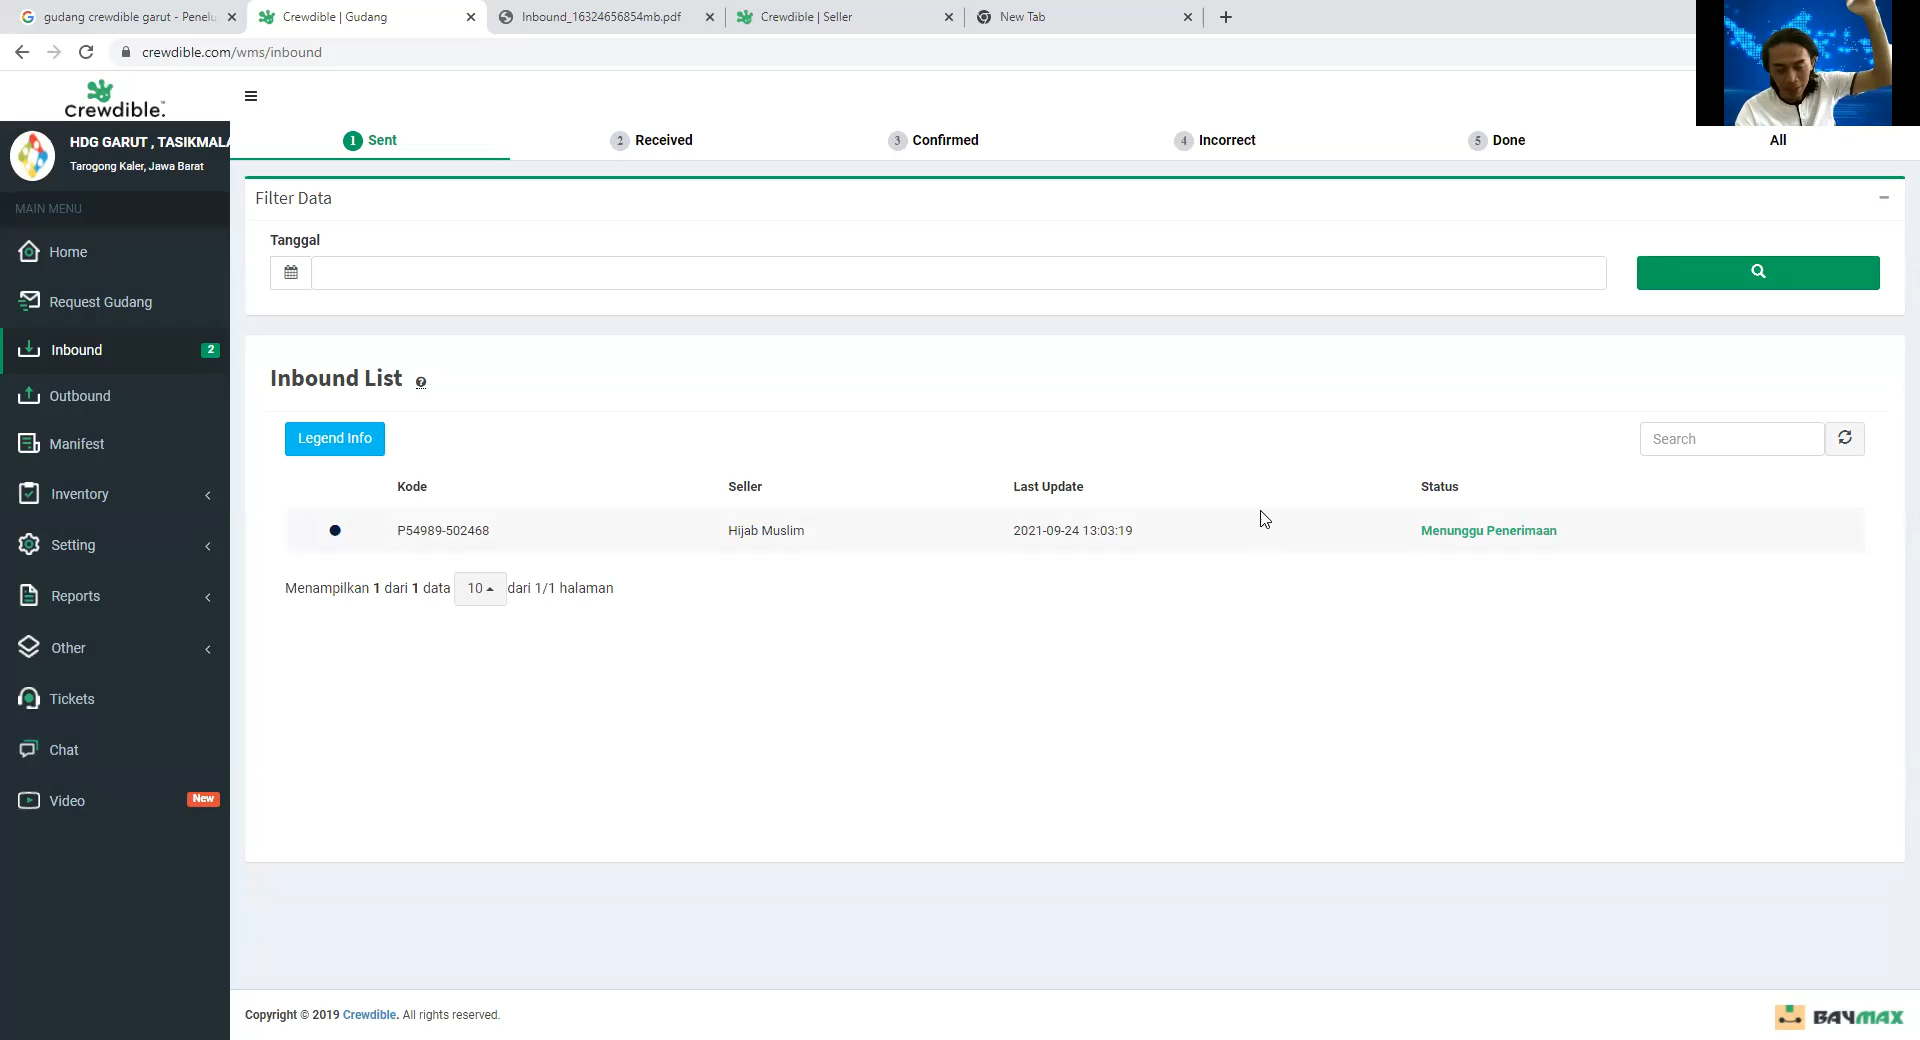 gudang crewdible garut - Penelu
Crewdible | Gudang
Inbound_16324656854mb.pdf
Crewdible | Seller
New Tab
crewdible.com/wms/inbound
crewdible.
HDG GARUT , TASIKMALA
Tarogong Kaler, Jawa Barat
MAIN MENU
Home
Request Gudang
Inbound 2
Outbound
Manifest
Inventory
Setting
Reports
Other
Tickets
Chat
Video New
1 Sent
2 Received
3 Confirmed
4 Incorrect
5 Done
All
Filter Data
Tanggal
Inbound List
Legend Info
Search
Kode Seller Last Update Status
P54989-502468 Hijab Muslim 2021-09-24 13:03:19 Menunggu Penerimaan
Menampilkan 1 dari 1 data 10 dari 1/1 halaman
Copyright © 2019 Crewdible. All rights reserved.
BAYMAX